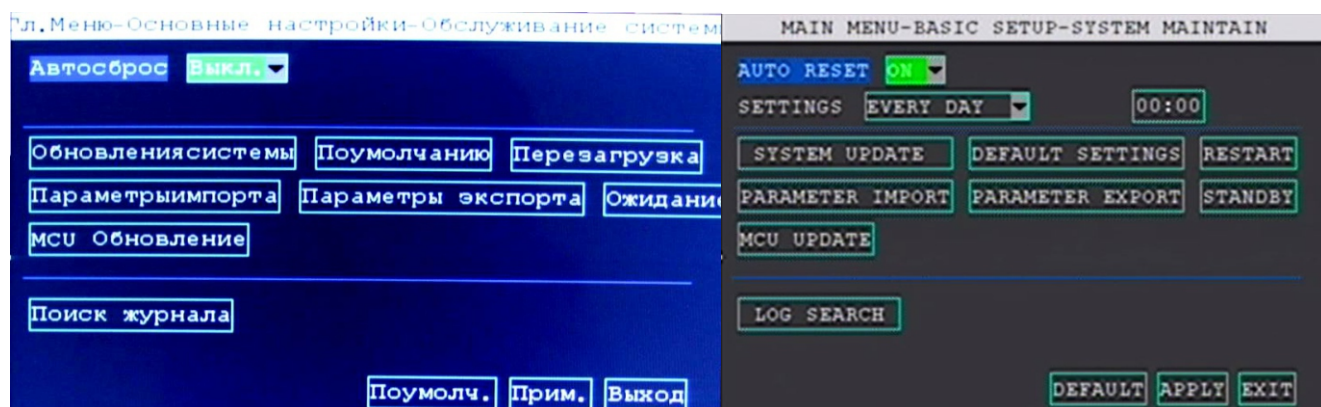 Гл.Меню-Основные настройки-Обслуживание систем
Автосброс Выкл.
Обновлениясистемы Поумолчанию Перезагрузка
Параметрыимпорта Параметры экспорта Ожидание
MCU Обновление
Поиск журнала
Поумолч. Прим. Выход
MAIN MENU-BASIC SETUP-SYSTEM MAINTAIN
AUTO RESET ON
SETTINGS EVERY DAY 00:00
SYSTEM UPDATE DEFAULT SETTINGS RESTART
PARAMETER IMPORT PARAMETER EXPORT STANDBY
MCU UPDATE
LOG SEARCH
DEFAULT APPLY EXIT